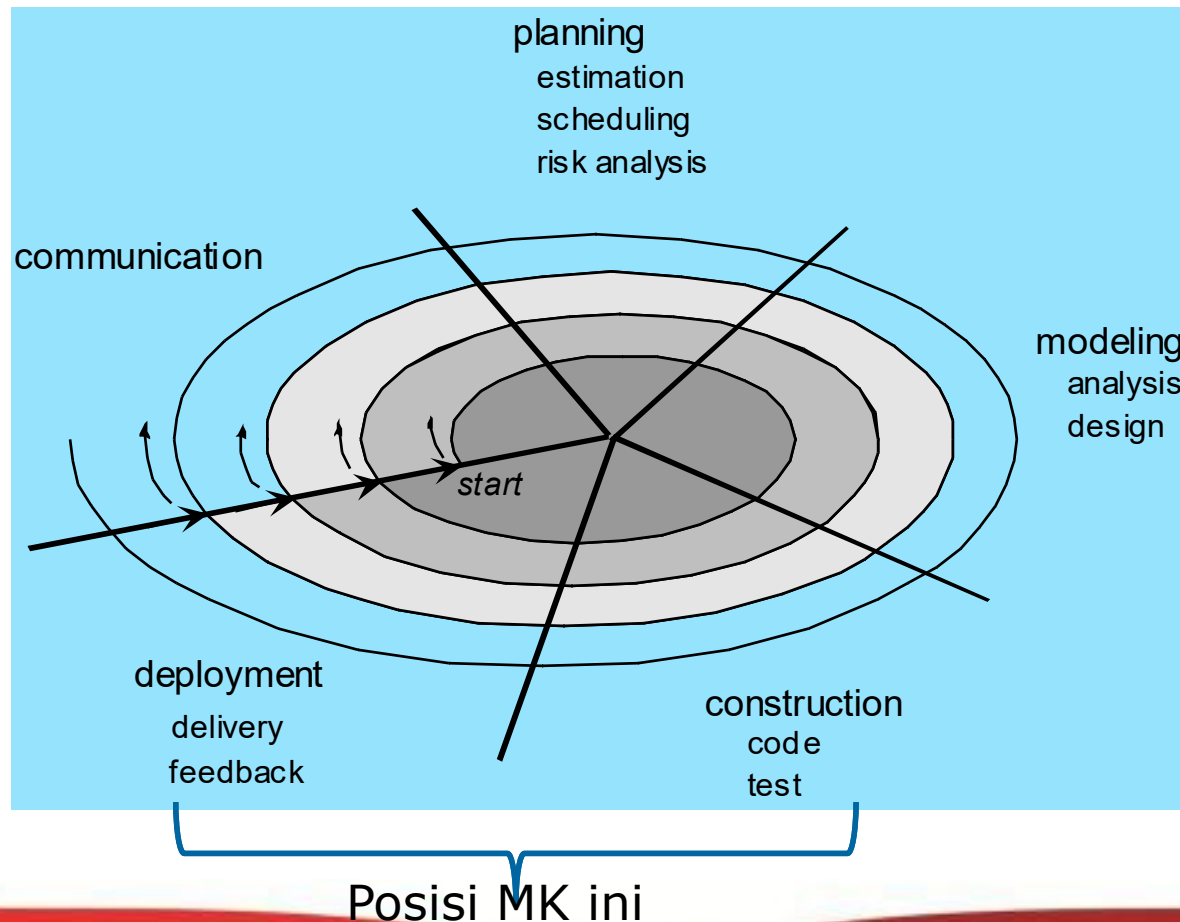 planning
estimation
scheduling
risk analysis
communication
modeling
analysis
design
start
deployment
delivery
feedback
construction
code
test
Posisi MK ini